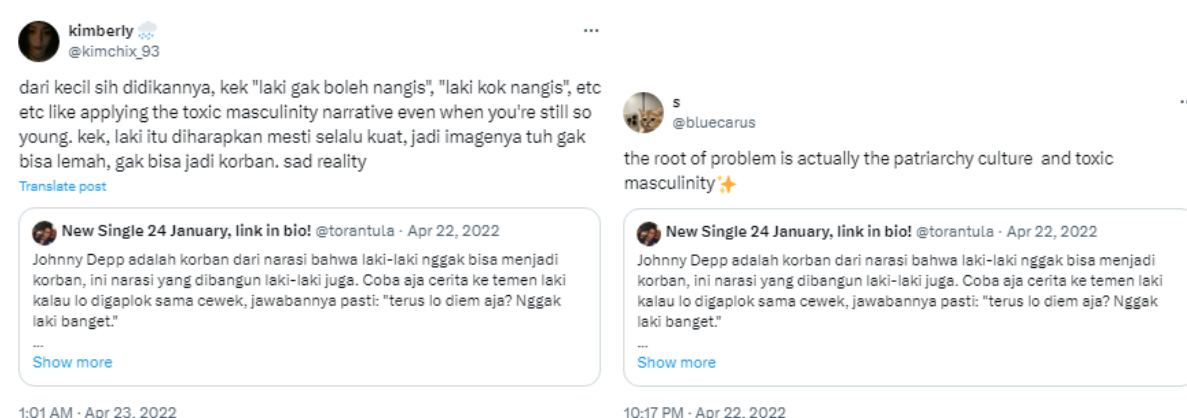 kimberly
@kimchix_93
dari kecil sih didikannya, kek "laki gak boleh nangis", "laki kok nangis", etc
etc like applying the toxic masculinity narrative even when you're still so
young. kek, laki itu diharapkan mesti selalu kuat, jadi imagenya tuh gak
bisa lemah, gak bisa jadi korban. sad reality
Translate post
New Single 24 January, link in bio! @torantula · Apr 22, 2022
Johnny Depp adalah korban dari narasi bahwa laki-laki nggak bisa menjadi
korban, ini narasi yang dibangun laki-laki juga. Coba aja cerita ke temen laki
kalau lo digaplok sama cewek, jawabannya pasti: "terus lo diem aja? Nggak
laki banget."
...
Show more
1:01 AM · Apr 23, 2022
s
@bluecarus
the root of problem is actually the patriarchy culture and toxic
masculinity✨
New Single 24 January, link in bio! @torantula · Apr 22, 2022
Johnny Depp adalah korban dari narasi bahwa laki-laki nggak bisa menjadi
korban, ini narasi yang dibangun laki-laki juga. Coba aja cerita ke temen laki
kalau lo digaplok sama cewek, jawabannya pasti: "terus lo diem aja? Nggak
laki banget."
...
Show more
10:17 PM · Apr 22, 2022